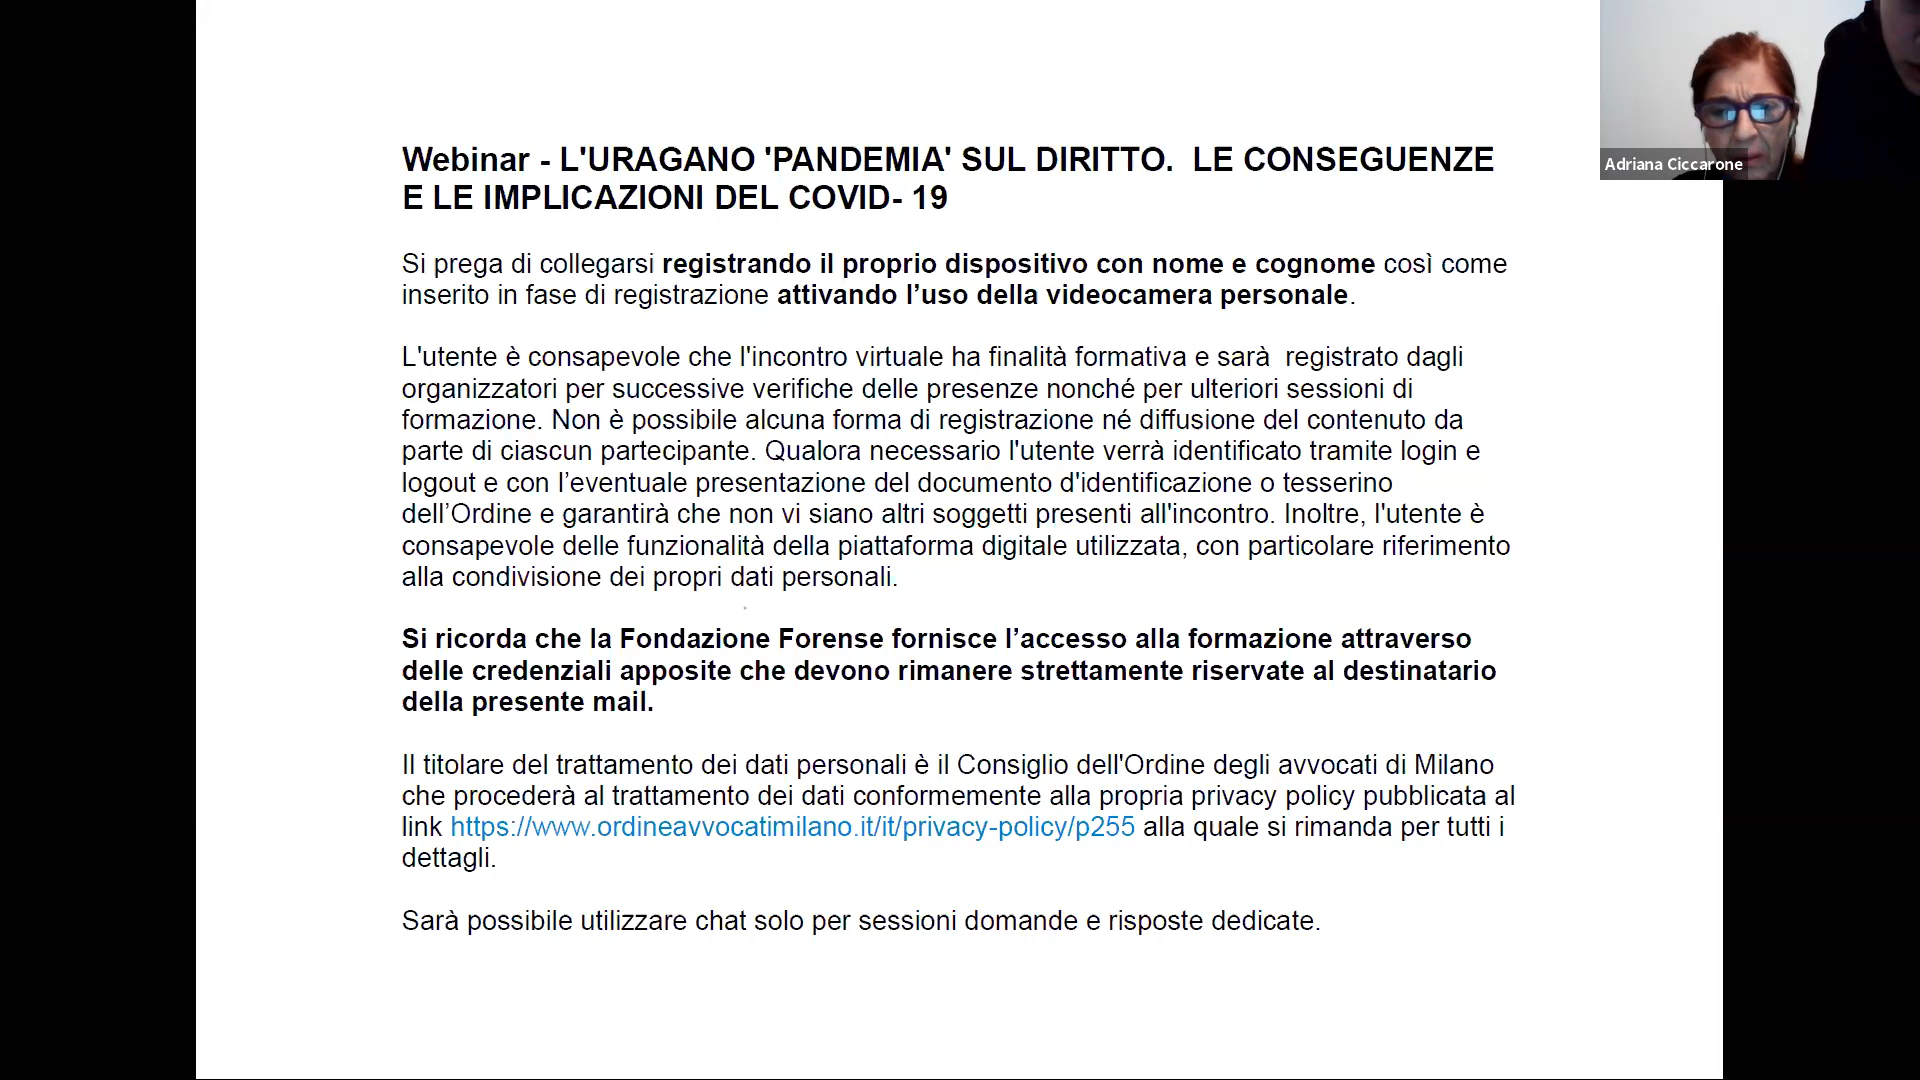 Webinar - L'URAGANO 'PANDEMIA' SUL DIRITTO.  LE CONSEGUENZE
E LE IMPLICAZIONI DEL COVID- 19
Si prega di collegarsi registrando il proprio dispositivo con nome e cognome così come
inserito in fase di registrazione attivando l’uso della videocamera personale.
L'utente è consapevole che l'incontro virtuale ha finalità formativa e sarà  registrato dagli
organizzatori per successive verifiche delle presenze nonché per ulteriori sessioni di
formazione. Non è possibile alcuna forma di registrazione né diffusione del contenuto da
parte di ciascun partecipante. Qualora necessario l'utente verrà identificato tramite login e
logout e con l’eventuale presentazione del documento d'identificazione o tesserino
dell’Ordine e garantirà che non vi siano altri soggetti presenti all'incontro. Inoltre, l'utente è
consapevole delle funzionalità della piattaforma digitale utilizzata, con particolare riferimento
alla condivisione dei propri dati personali.
Si ricorda che la Fondazione Forense fornisce l’accesso alla formazione attraverso
delle credenziali apposite che devono rimanere strettamente riservate al destinatario
della presente mail.
Il titolare del trattamento dei dati personali è il Consiglio dell'Ordine degli avvocati di Milano
che procederà al trattamento dei dati conformemente alla propria privacy policy pubblicata al
link https://www.ordineavvocatimilano.it/it/privacy-policy/p255 alla quale si rimanda per tutti i
dettagli.
Sarà possibile utilizzare chat solo per sessioni domande e risposte dedicate.
Adriana Ciccarone